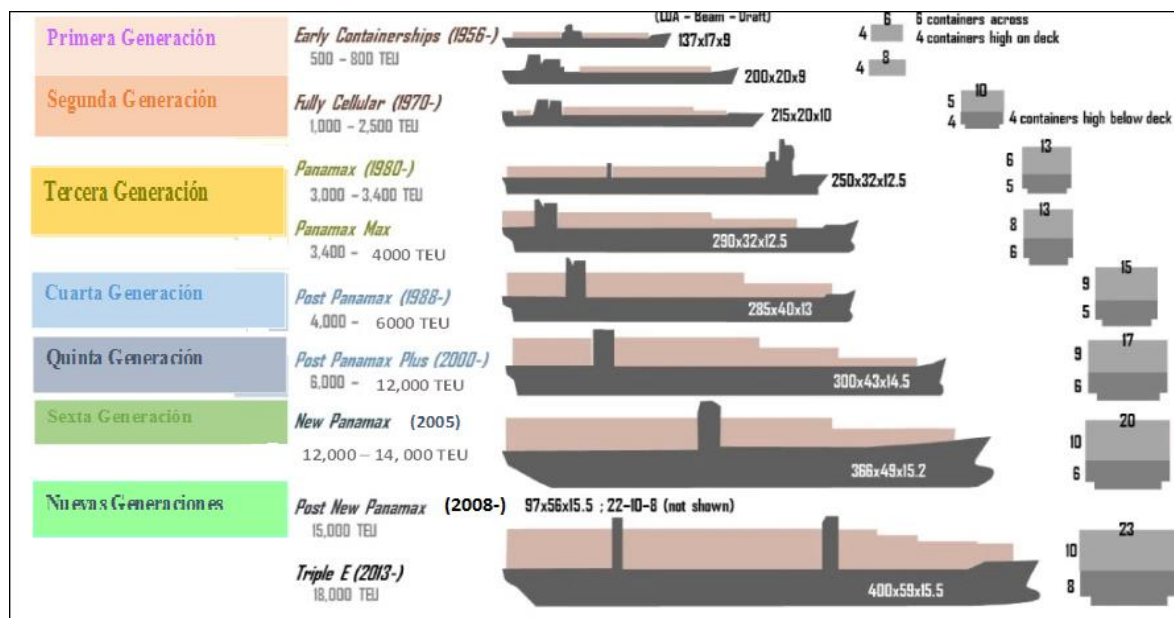 (LOA - Beam - Draft)
Primera Generación
Early Containerships (1956-)
500 – 800 TEU
137x17x9
6
4
6 containers across
4 containers high on deck
200x20x9
8
4
Segunda Generación
Fully Cellular (1970-)
1,000 – 2,500 TEU
215x20x10
10
5
4
4 containers high below deck
Tercera Generación
Panamax (1980-)
3,000 – 3,400 TEU
250x32x12.5
13
6
5
Panamax Max
3,400 – 4000 TEU
290x32x12.5
13
8
6
Cuarta Generación
Post Panamax (1988-)
4,000 – 6000 TEU
285x40x13
15
9
5
Quinta Generación
Post Panamax Plus (2000-)
6,000 – 12,000 TEU
300x43x14.5
17
9
6
Sexta Generación
New Panamax (2005)
12,000 – 14, 000 TEU
366x49x15.2
20
10
6
Nuevas Generaciones
Post New Panamax (2008-)
15,000 TEU
97x56x15.5 ; 22-10-8 (not shown)
Triple E (2013-)
18,000 TEU
400x59x15.5
23
10
8